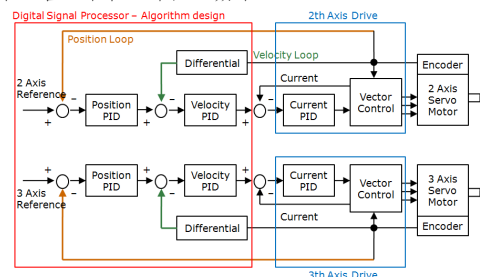 Digital Signal Processor – Algorithm design
2th Axis Drive
Position Loop
Differential
Velocity Loop
Encoder
2 Axis
Reference
–
Position
PID
–
Velocity
PID
Current
–
Current
PID
Vector
Control
2 Axis
Servo
Motor
+
+
+
+
+
+
3 Axis
Reference
–
Position
PID
–
Velocity
PID
–
Current
PID
Vector
Control
3 Axis
Servo
Motor
Current
Differential
Encoder
3th Axis Drive